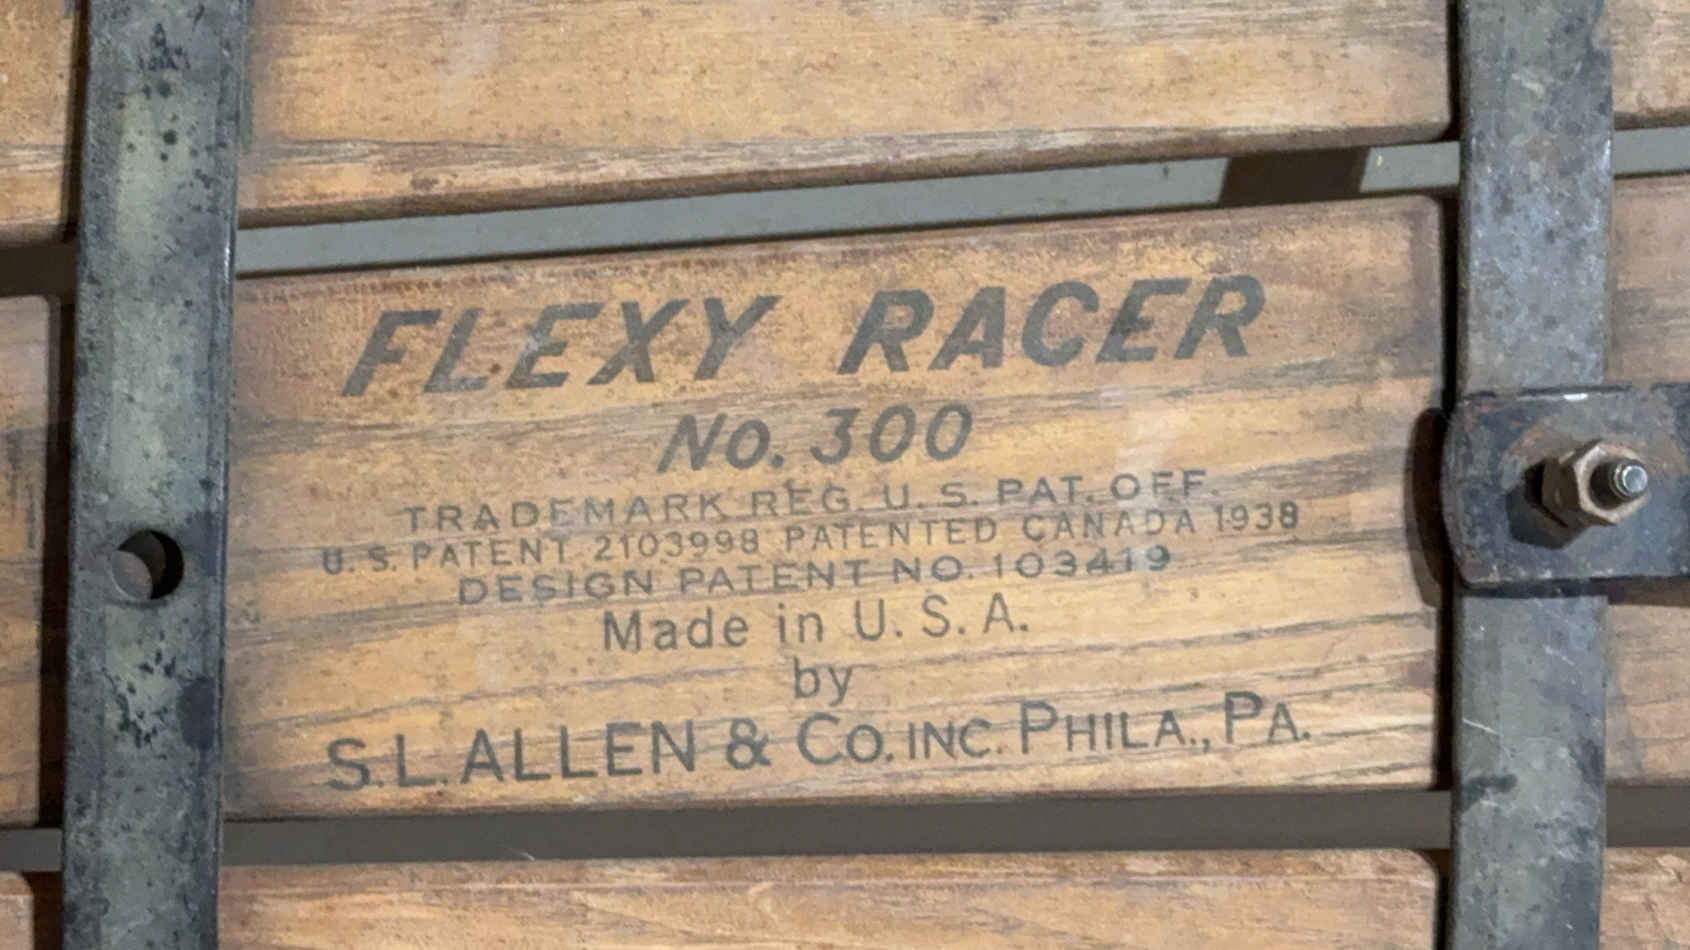 FLEXY RACER
No. 300
TRADEMARK REG. U. S. PAT. OFF.
U. S. PATENT 2103998 PATENTED CANADA 1938
DESIGN PATENT NO. 103419
Made in U. S. A.
by
S. L. ALLEN & CO. INC. PHILA., PA.